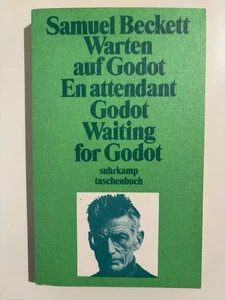 Samuel Beckett
Warten
auf Godot
En attendant
Godot
Waiting
for Godot
suhrkamp
taschenbuch